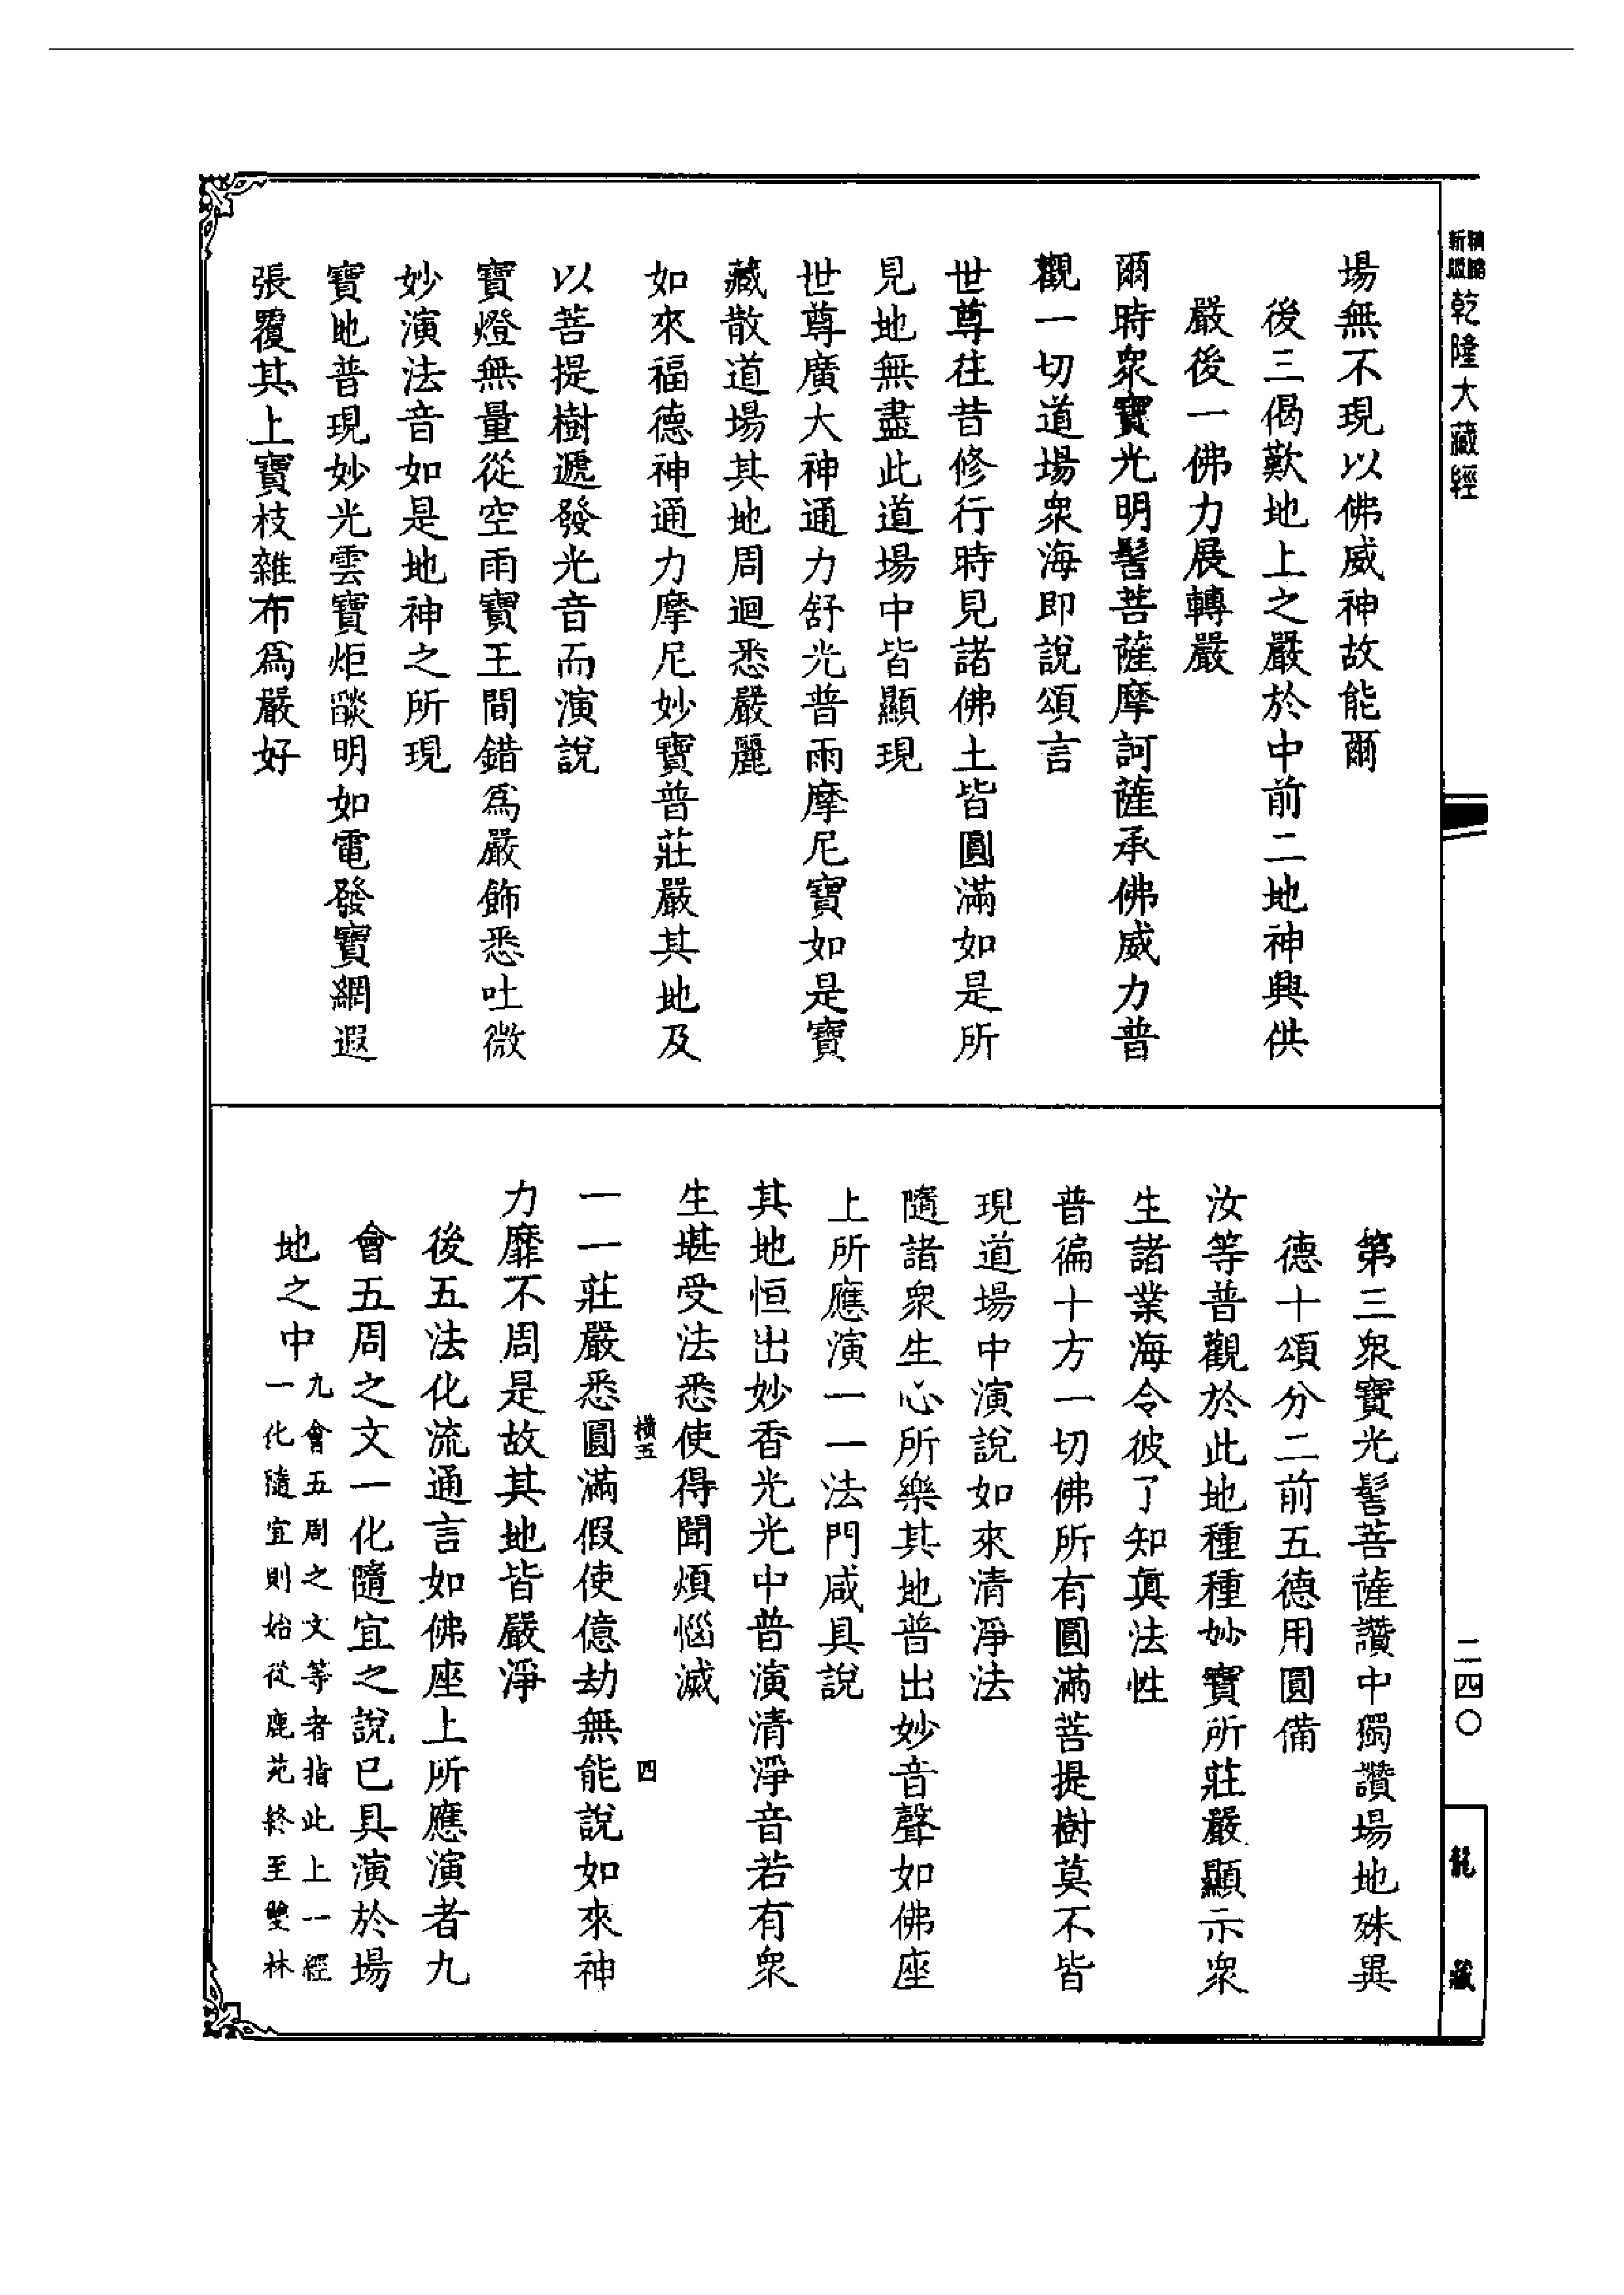 新編縮版
乾隆大藏經
場無不現以佛威神故能爾
後三偈歎地上之嚴於中前二地神興供
嚴後一佛力展轉嚴
爾時衆寶光明髻菩薩摩訶薩承佛威力普
觀一切道場衆海即說頌言
世尊往昔修行時見諸佛土皆圓滿如是所
見地無盡此道場中皆顯現
世尊廣大神通力舒光普雨摩尼寶如是寶
藏散道場其地周迴悉嚴麗
如來福德神通力摩尼妙寶普莊嚴其地及
以菩提樹遞發光音而演說
寶燈無量從空雨寶王間錯爲嚴飾悉吐微
妙演法音如是地神之所現
寶地普現妙光雲寶炬燄明如電發寶網遐
張覆其上寶枝雜布爲嚴好
第三衆寶光髻菩薩讚中獨讚場地殊異
德十頌分二前五德用圓備
汝等普觀於此地種種妙寶所莊嚴顯示衆
生諸業海令彼了知眞法性
普徧十方一切佛所有圓滿菩提樹莫不皆
現道場中演說如來清淨法
隨諸衆生心所樂其地普出妙音聲如佛座
上所應演一一法門咸具說
其地恒出妙香光光中普演清淨音若有衆
生堪受法悉使得聞煩惱滅
橫五
四
一一莊嚴悉圓滿假使億劫無能說如來神
力靡不周是故其地皆嚴淨
後五法化流通言如佛座上所應演者九
會五周之文一化隨宜之說已具演於場
地之中
九會五周之文等者指此上一經
一化隨宜則始從鹿苑終至雙林
二四〇
龍藏